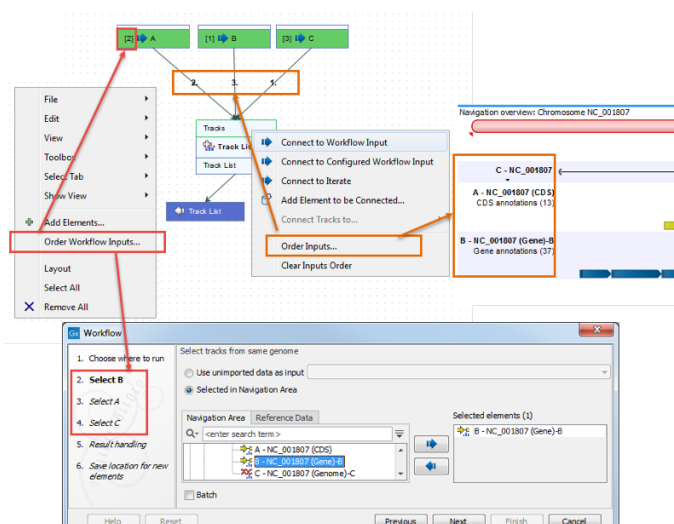 [2] A
[1] B
[3] C
2. 3. 1.
File
Edit
View
Toolbox
Select Tab
Show View
Add Elements...
Order Workflow Inputs...
Layout
Select All
Remove All
Tracks
Track List
Track List
Connect to Workflow Input
Connect to Configured Workflow Input
Connect to Iterate
Add Element to be Connected...
Connect Tracks to...
Order Inputs...
Clear Inputs Order
Navigation overview: Chromosome NC_001807
C - NC_001807
A - NC_001807 (CDS)
CDS annotations (13)
B - NC_001807 (Gene)-B
Gene annotations (37)
Gx Workflow
1. Choose where to run
2. Select B
3. Select A
4. Select C
5. Result handling
6. Save location for new
elements
Select tracks from same genome
Use unimported data as input
Selected in Navigation Area
Navigation Area Reference Data
<enter search term>
A - NC_001807 (CDS)
B - NC_001807 (Gene)-B
C - NC_001807 (Genome)-C
Batch
Selected elements (1)
B - NC_001807 (Gene)-B
Help Reset Previous Next Finish Cancel